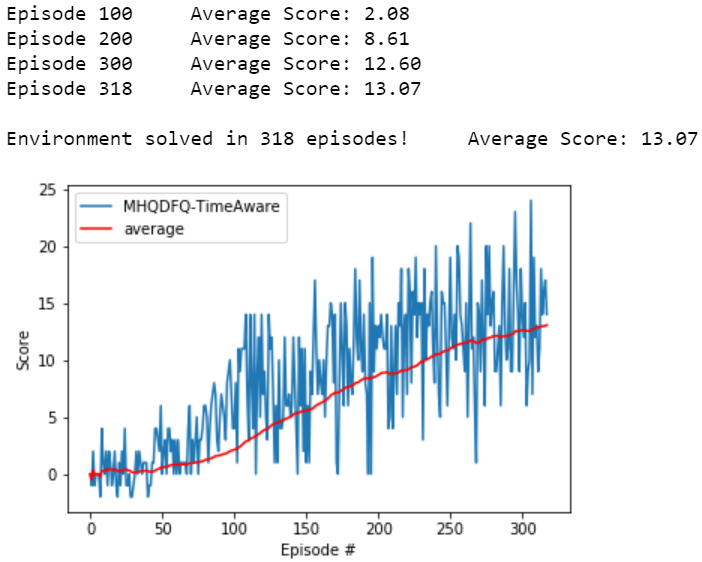 Episode 100 Average Score: 2.08
Episode 200 Average Score: 8.61
Episode 300 Average Score: 12.60
Episode 318 Average Score: 13.07
Environment solved in 318 episodes! Average Score: 13.07
25
20
15
10
5
0
Score
MHQDFQ-TimeAware
average
0 50 100 150 200 250 300
Episode #